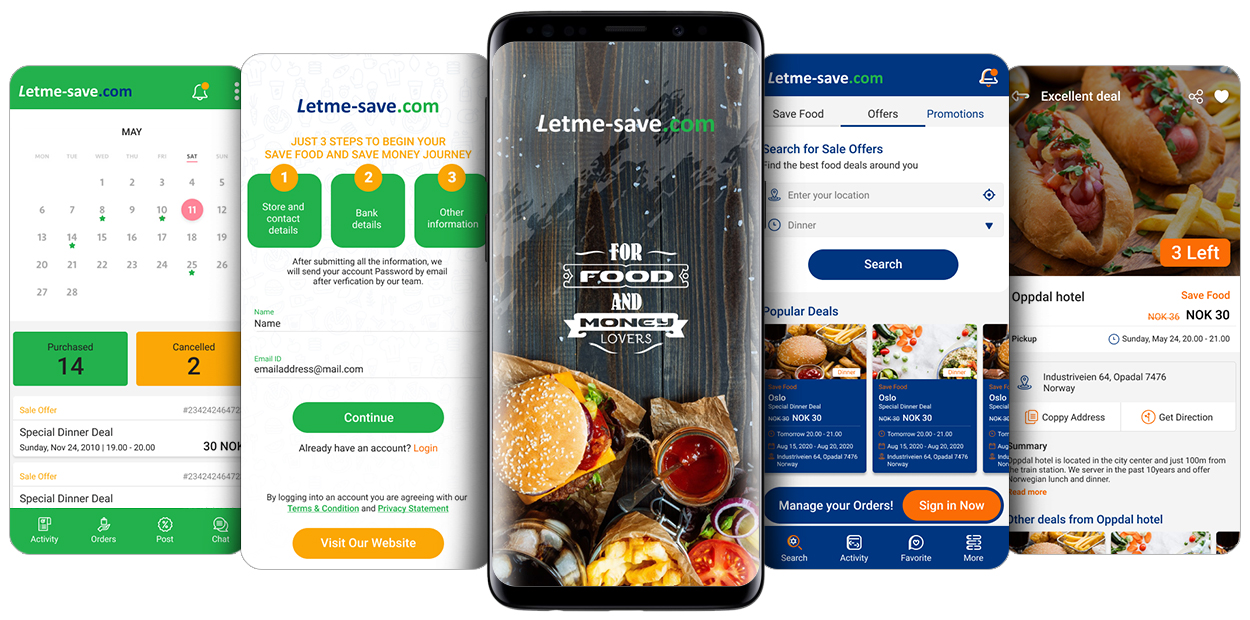 Letme-save.com
MAY
MON TUE WED THU FRI SAT SUN
1 2 3 4 5
6 7 8 9 10 11 12
13 14 15 16 17 18 19
20 21 22 23 24 25 26
27 28
Purchased
14
Cancelled
2
Sale Offer #23424246472
Special Dinner Deal
Sunday, Nov 24, 2010 | 19.00 - 20.00 30 NOK
Sale Offer #23424246472
Special Dinner Deal
Activity Orders Post Chat
Letme-save.com
JUST 3 STEPS TO BEGIN YOUR
SAVE FOOD AND SAVE MONEY JOURNEY
1 2 3
Store and
contact
details
Bank
details
Other
information
After submitting all the information, we
will send your account Password by email
after verfication by our team.
Name
Name
Email ID
emailaddress@mail.com
Continue
Already have an account? Login
By logging into an account you are agreeing with our
Terms & Condition and Privacy Statement
Visit Our Website
Letme-save.com
FOR
FOOD
AND
MONEY
LOVERS
Letme-save.com
Save Food Offers Promotions
Search for Sale Offers
Find the best food deals around you
Enter your location
Dinner
Search
Popular Deals
Dinner
Save Food
Oslo
Special Dinner Deal
NOK 30 NOK 30
Tomorrow 20.00 - 21.00
Aug 15, 2020 - Aug 20, 2020
Industriveien 64, Opadal 7476
Norway
Dinner
Save Food
Oslo
Special Dinner Deal
NOK 30 NOK 30
Tomorrow 20.00 - 21.00
Aug 15, 2020 - Aug 20, 2020
Industriveien 64, Opadal 7476
Norway
Save Fo
Oslo
Special
NOK 30
Tom
Aug
Indu
Norw
Manage your Orders! Sign in Now
Search Activity Favorite More
Excellent deal
3 Left
Oppdal hotel Save Food
NOK 36 NOK 30
Pickup Sunday, May 24, 20.00 - 21.00
Industriveien 64, Opadal 7476
Norway
Coppy Address Get Direction
Summary
Oppdal hotel is located in the city center and just 100m from
the train station. We server in the past 10years and offer
Norwegian lunch and dinner.
Read more
Other deals from Oppdal hotel